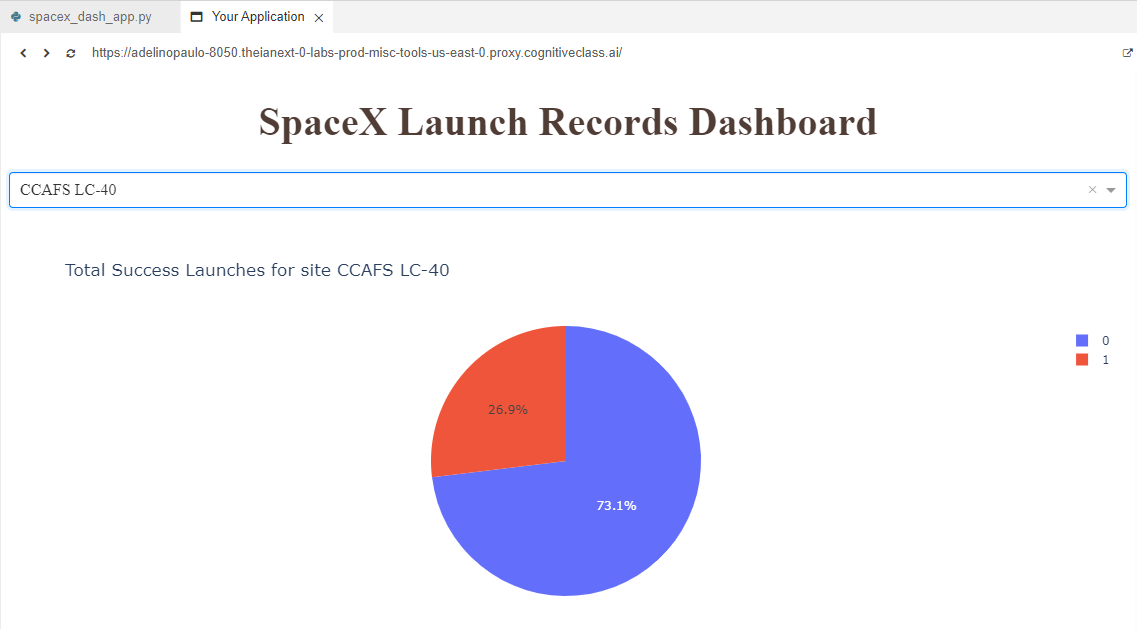 spacex_dash_app.py
Your Application
https://adelinopaulo-8050.theianext-0-labs-prod-misc-tools-us-east-0.proxy.cognitiveclass.ai/
SpaceX Launch Records Dashboard
CCAFS LC-40
Total Success Launches for site CCAFS LC-40
0
1
26.9%
73.1%